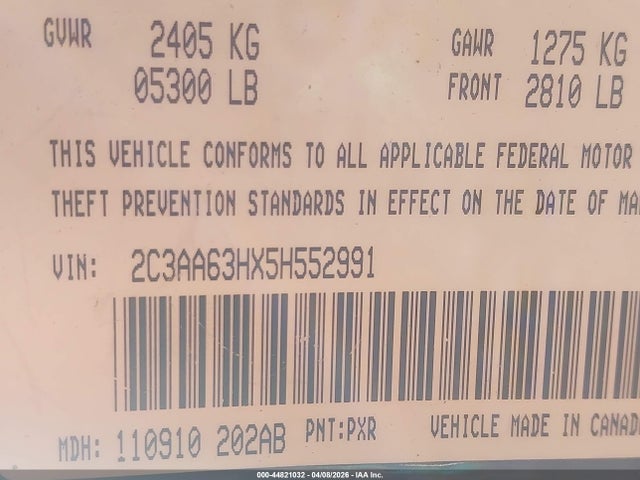 GVWR 2405 KG GAWR 1275 KG
05300 LB FRONT 2810 LB
THIS VEHICLE CONFORMS TO ALL APPLICABLE FEDERAL MOTOR
THEFT PREVENTION STANDARDS IN EFFECT ON THE DATE OF MA
VIN: 2C3AA63HX5H552991
MDH: 110910 202AB PNT:PXR VEHICLE MADE IN CANAD
000-44821032 - 04/08/2026 - IAA Inc.